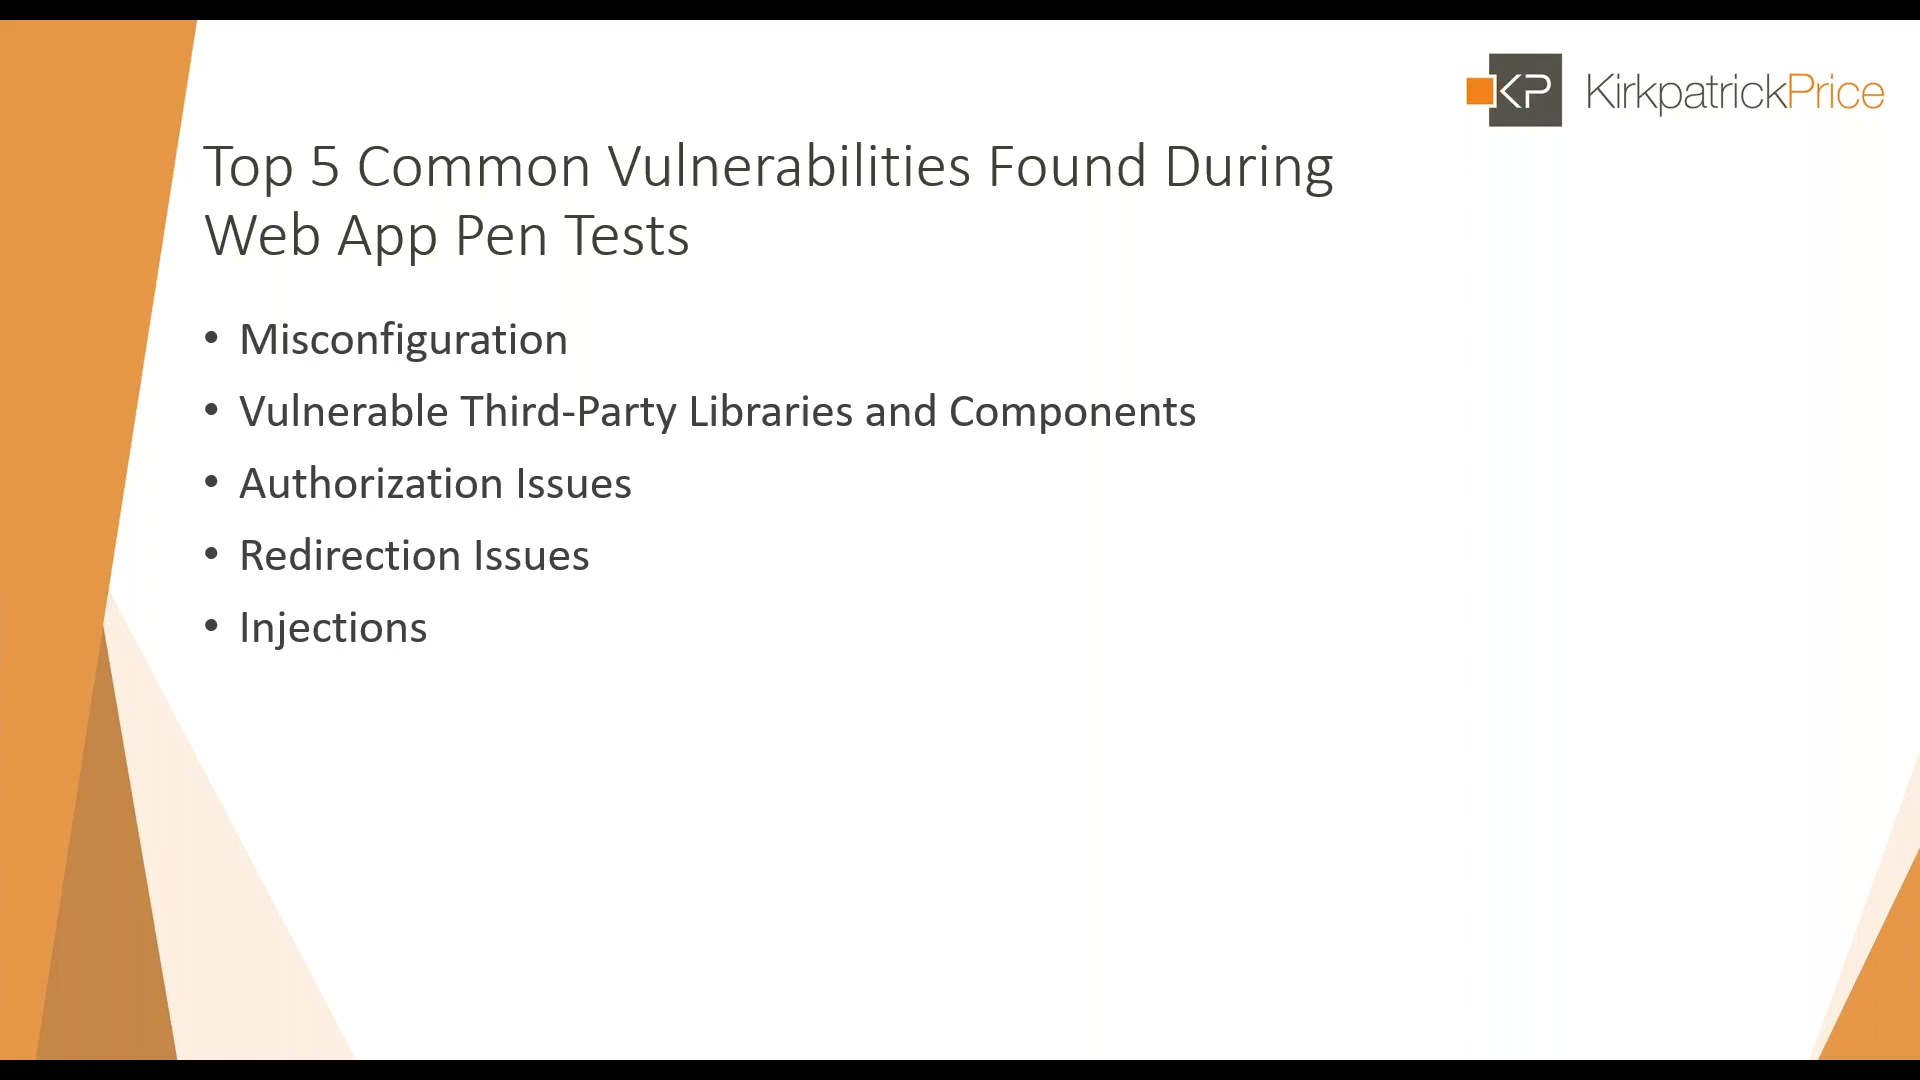 KP KirkpatrickPrice
Top 5 Common Vulnerabilities Found During
Web App Pen Tests
• Misconfiguration
• Vulnerable Third-Party Libraries and Components
• Authorization Issues
• Redirection Issues
• Injections